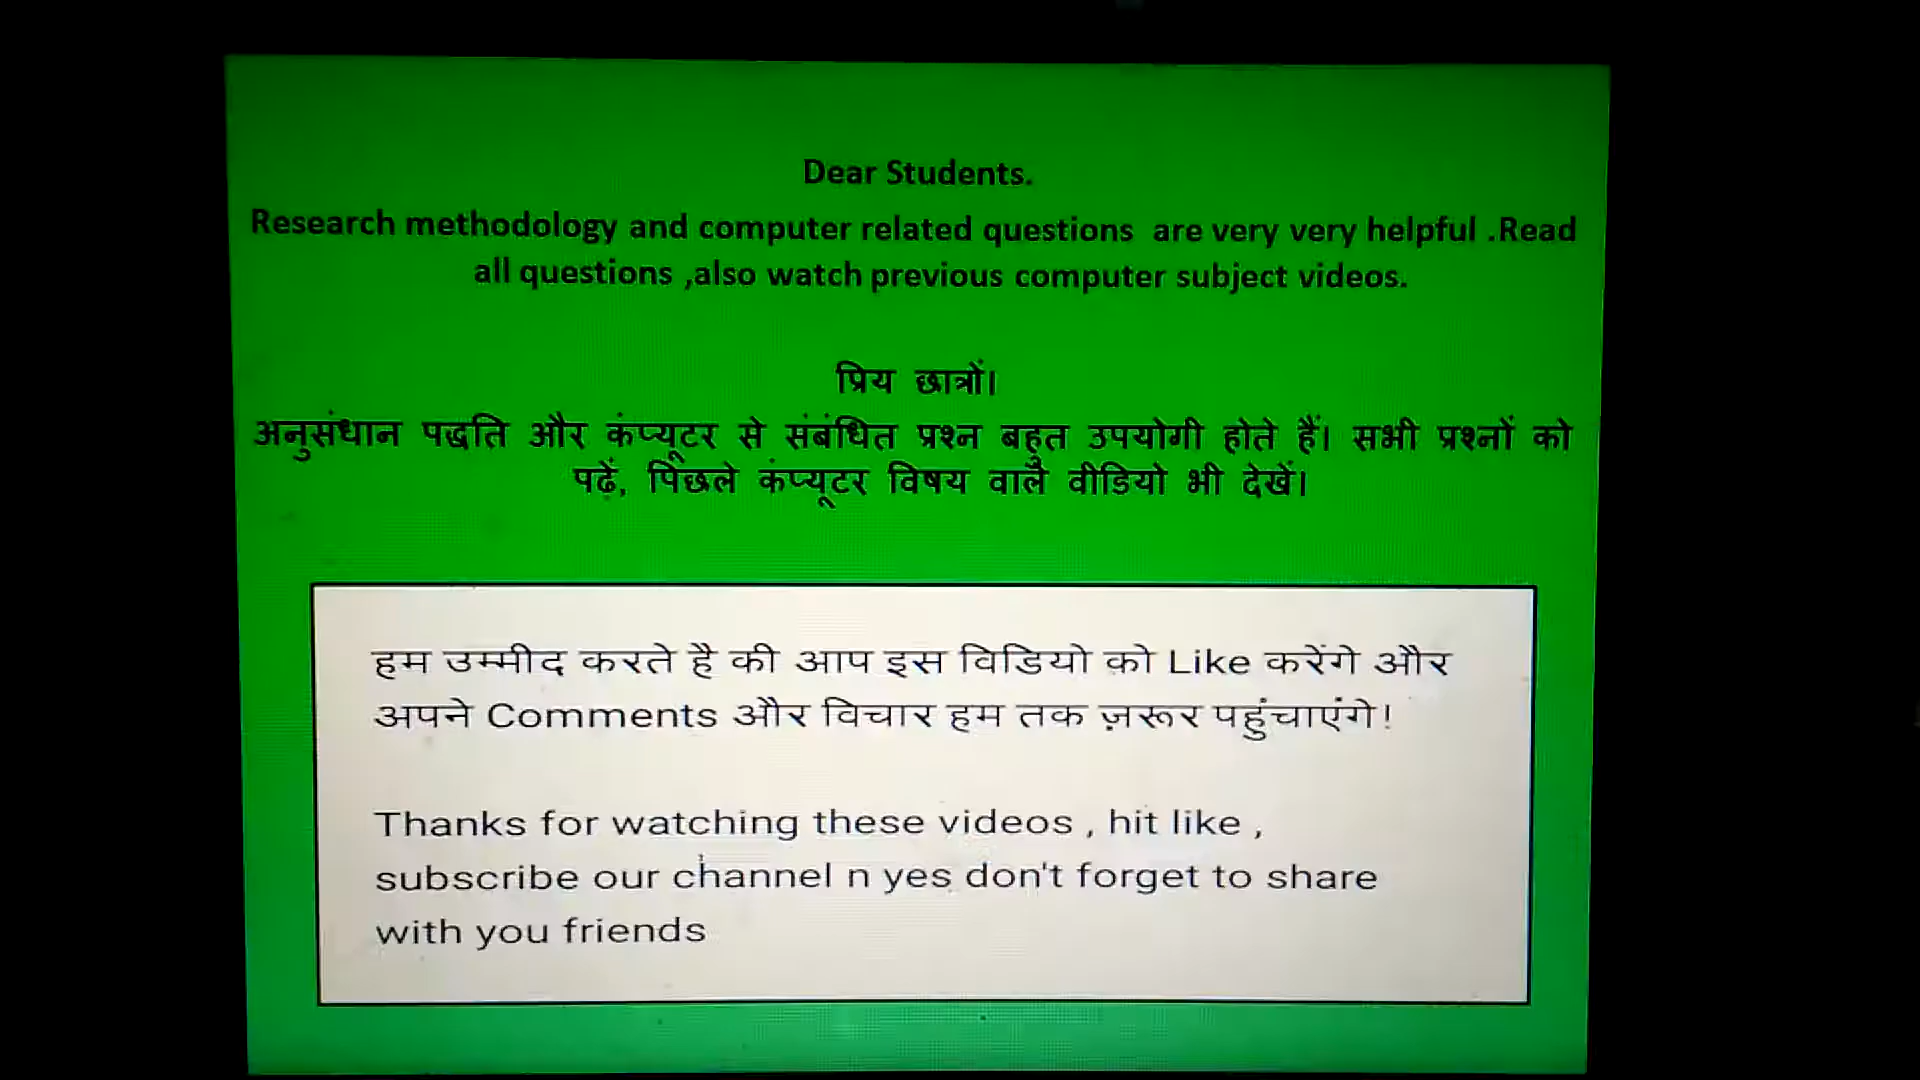 Dear Students.
Research methodology and computer related questions are very very helpful .Read
all questions ,also watch previous computer subject videos.
प्रिय छात्रों।
अनुसंधान पद्धति और कंप्यूटर से संबंधित प्रश्न बहुत उपयोगी होते हैं। सभी प्रश्नों को
पढ़ें, पिछले कंप्यूटर विषय वाले वीडियो भी देखें।
हम उम्मीद करते है की आप इस विडियो को Like करेंगे और
अपने Comments और विचार हम तक ज़रूर पहुंचाएंगे!
Thanks for watching these videos , hit like ,
subscribe our channel n yes don't forget to share
with you friends